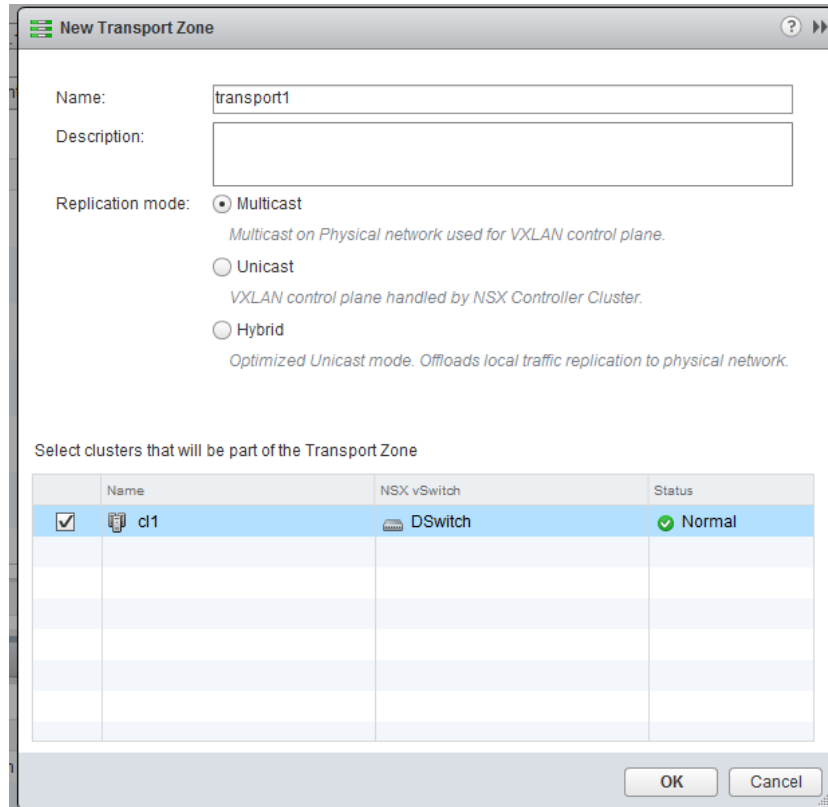 New Transport Zone
Name: transport1
Description:
Replication mode: Multicast
Multicast on Physical network used for VXLAN control plane.
Unicast
VXLAN control plane handled by NSX Controller Cluster.
Hybrid
Optimized Unicast mode. Offloads local traffic replication to physical network.
Select clusters that will be part of the Transport Zone
Name NSX vSwitch Status
cl1 DSwitch Normal
OK Cancel